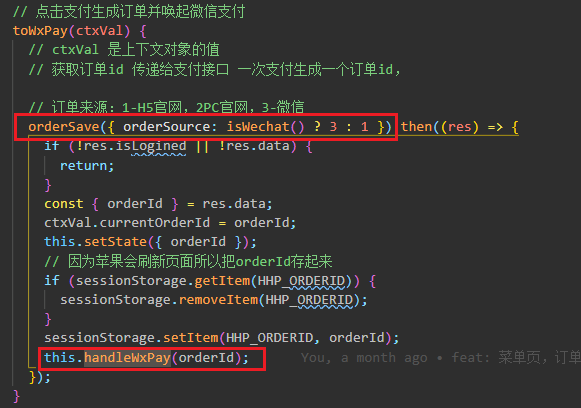 // 点击支付生成订单并唤起微信支付
toWxPay(ctxVal) {
// ctxVal 是上下文对象的值
// 获取订单id 传递给支付接口 一次支付生成一个订单id,
// 订单来源: 1-H5官网, 2PC官网, 3-微信
orderSave({ orderSource: isWechat() ? 3 : 1 }).then((res) => {
if (!res.isLogined || !res.data) {
return;
}
const { orderId } = res.data;
ctxVal.currentOrderId = orderId;
this.setState({ orderId });
// 因为苹果会刷新页面所以把orderId存起来
if (sessionStorage.getItem(HHP_ORDERID)) {
sessionStorage.removeItem(HHP_ORDERID);
}
sessionStorage.setItem(HHP_ORDERID, orderId);
this.handleWxPay(orderId); You, a month ago • feat: 菜单页, 订单
});
}